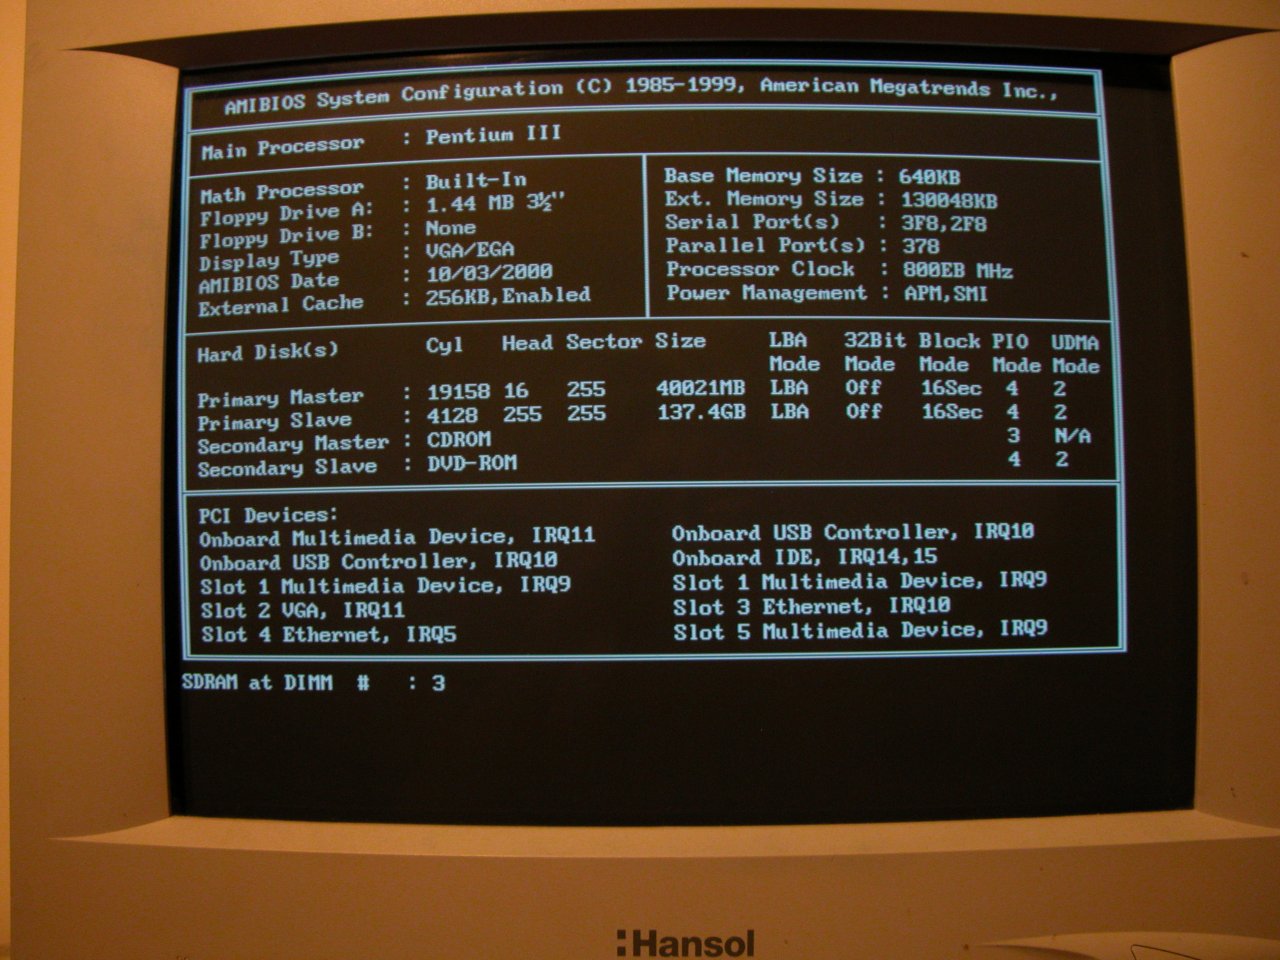 AMIBIOS System Configuration (C) 1985-1999, American Megatrends Inc.,
Main Processor : Pentium III
Math Processor : Built-In
Floppy Drive A: : 1.44 MB 3½"
Floppy Drive B: : None
Display Type : VGA/EGA
AMIBIOS Date : 10/03/2000
External Cache : 256KB,Enabled
Base Memory Size : 640KB
Ext. Memory Size : 130048KB
Serial Port(s) : 3F8,2F8
Parallel Port(s) : 378
Processor Clock : 800EB MHz
Power Management : APM,SMI
Hard Disk(s) Cyl Head Sector Size LBA 32Bit Block PIO UDMA
Mode Mode Mode Mode Mode
Primary Master : 19158 16 255 40021MB LBA Off 16Sec 4 2
Primary Slave : 4128 255 255 137.4GB LBA Off 16Sec 4 2
Secondary Master : CDROM 3 N/A
Secondary Slave : DVD-ROM 4 2
PCI Devices:
Onboard Multimedia Device, IRQ11
Onboard USB Controller, IRQ10
Slot 1 Multimedia Device, IRQ9
Slot 2 VGA, IRQ11
Slot 4 Ethernet, IRQ5
Onboard USB Controller, IRQ10
Onboard IDE, IRQ14,15
Slot 1 Multimedia Device, IRQ9
Slot 3 Ethernet, IRQ10
Slot 5 Multimedia Device, IRQ9
SDRAM at DIMM # : 3
Hansol